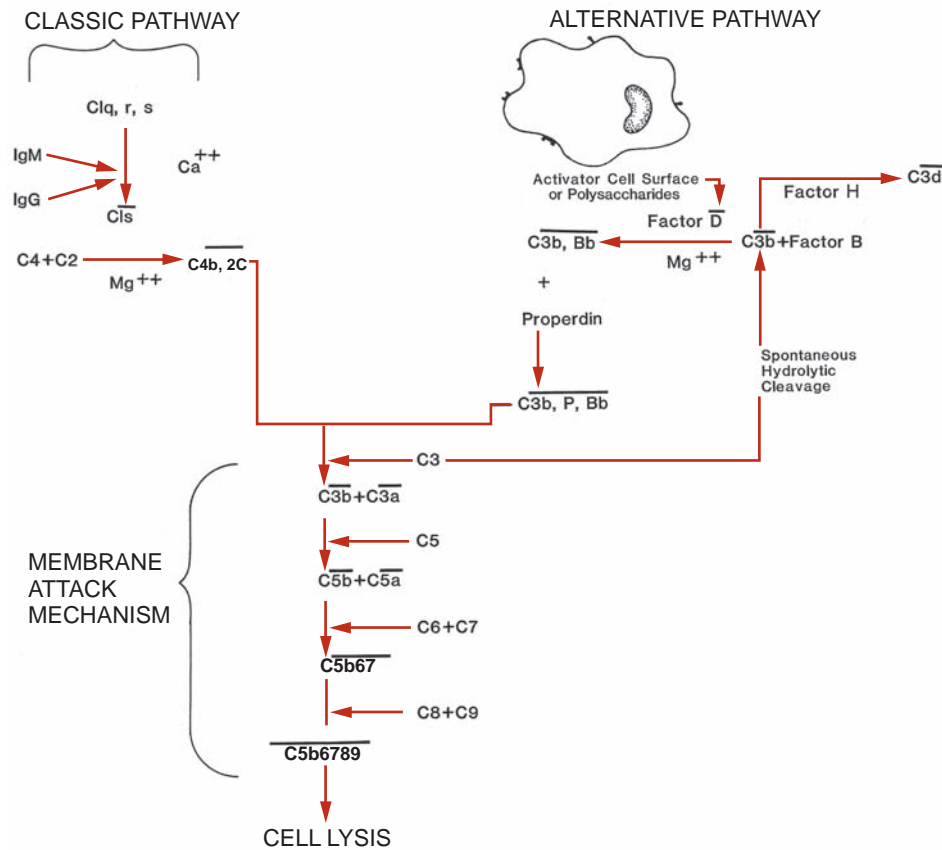 CLASSIC PATHWAY
ALTERNATIVE PATHWAY
Clq, r, s
IgM
Ca++
IgG
Cls
C4+C2
Mg++
C4b, 2C
Activator Cell Surface
or Polysaccharides
Factor D
Factor H
C3d
C3b, Bb
Mg++
C3b+Factor B
+
Properdin
Spontaneous
Hydrolytic
Cleavage
C3b, P, Bb
C3
C3b+C3a
C5
C5b+C5a
MEMBRANE
ATTACK
MECHANISM
C6+C7
C5b67
C8+C9
C5b6789
CELL LYSIS